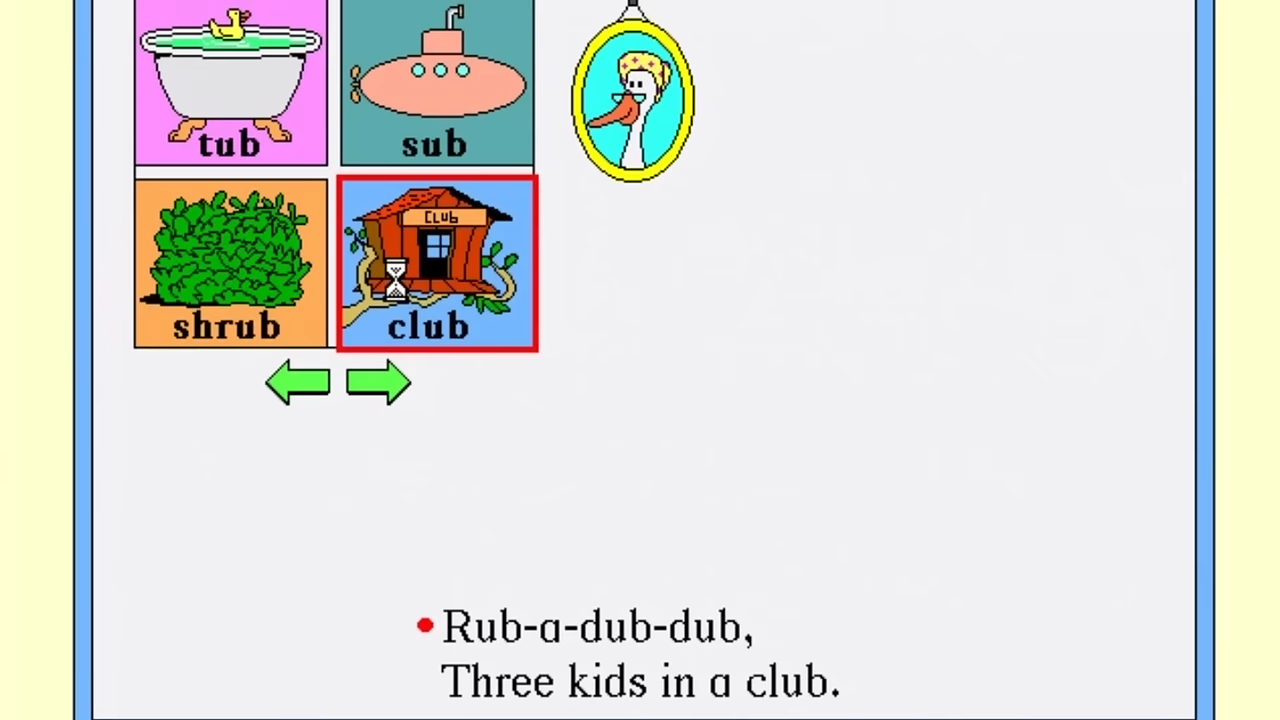 tub
sub
CLUB
shrub
club
Rub-a-dub-dub,
Three kids in a club.